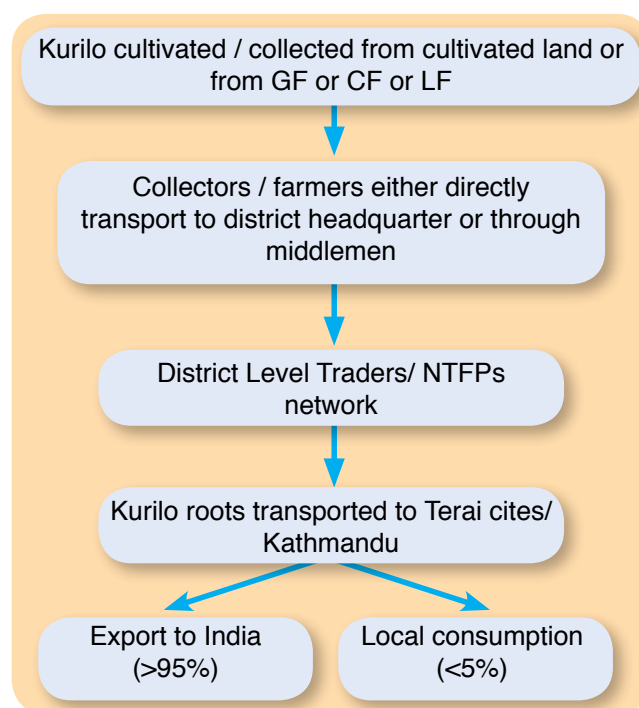 Kurilo cultivated / collected from cultivated land or
from GF or CF or LF
Collectors / farmers either directly
transport to district headquarter or through
middlemen
District Level Traders/ NTFPs
network
Kurilo roots transported to Terai cites/
Kathmandu
Export to India
(>95%)
Local consumption
(<5%)